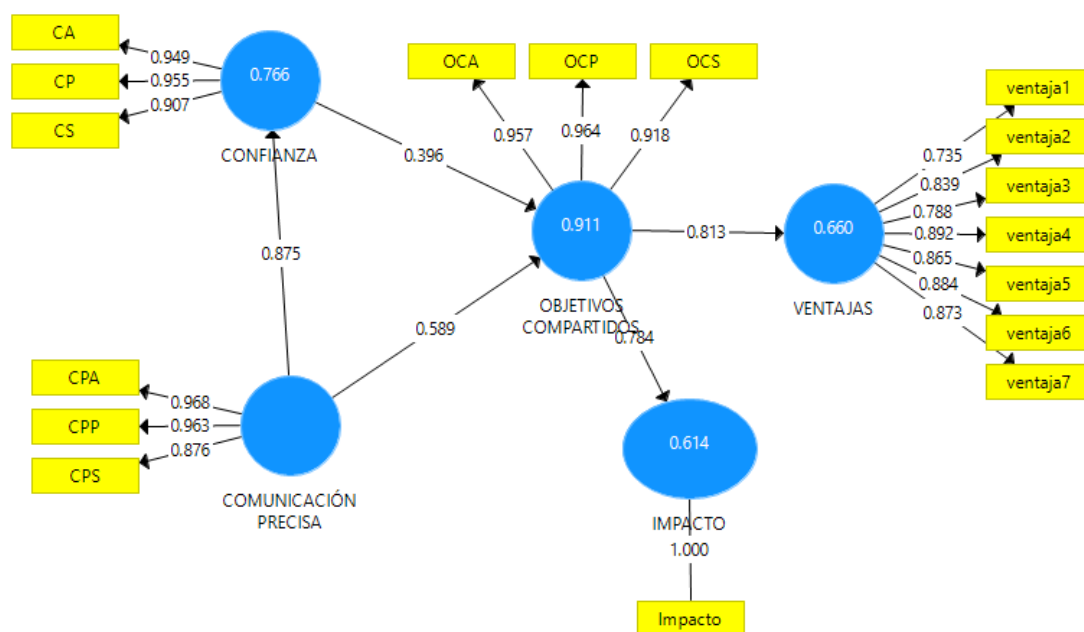 CA
CP
CS
0.949
0.955
0.907
0.766
CONFIANZA
0.396
0.875
OCA
OCP
OCS
0.957
0.964
0.918
0.911
OBJETIVOS
COMPARTIDOS
0.813
0.784
0.589
0.660
VENTAJAS
0.735
0.839
0.788
0.892
0.865
0.884
0.873
ventaja1
ventaja2
ventaja3
ventaja4
ventaja5
ventaja6
ventaja7
CPA
CPP
CPS
0.968
0.963
0.876
COMUNICACIÓN
PRECISA
0.614
IMPACTO
1.000
Impacto